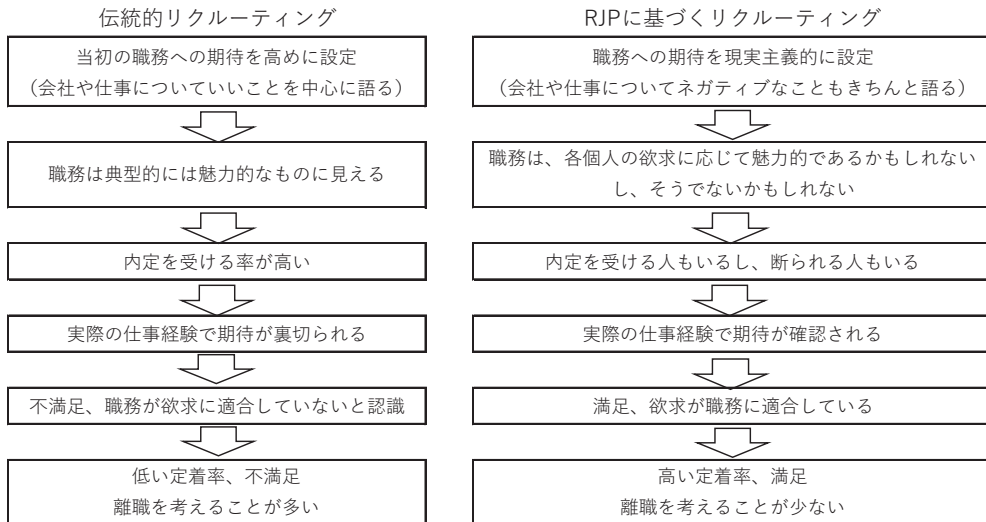 伝統的リクルーティング
当初の職務への期待を高めに設定
（会社や仕事についていいことを中心に語る）
職務は典型的には魅力的なものに見える
内定を受ける率が高い
実際の仕事経験で期待が裏切られる
不満足、職務が欲求に適合していないと認識
低い定着率、不満足
離職を考えることが多い
RJPに基づくリクルーティング
職務への期待を現実主義的に設定
（会社や仕事についてネガティブなこともきちんと語る）
職務は、各個人の欲求に応じて魅力的であるかもしれない
し、そうでないかもしれない
内定を受ける人もいるし、断られる人もいる
実際の仕事経験で期待が確認される
満足、欲求が職務に適合している
高い定着率、満足
離職を考えることが少ない